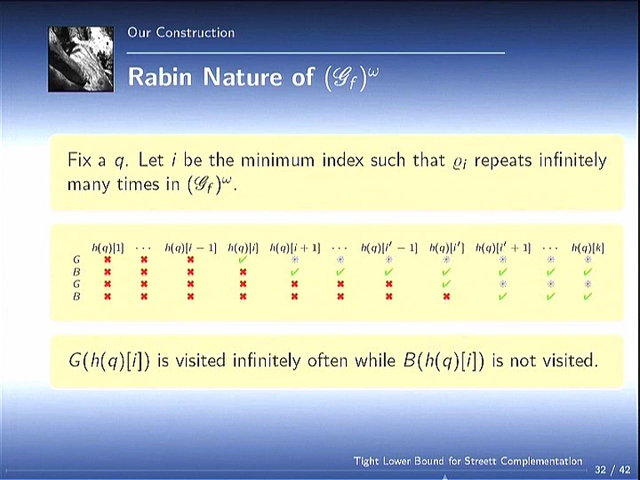 Our Construction
Rabin Nature of (𝒢f)^ω
Fix a q. Let i be the minimum index such that ϱi repeats infinitely
many times in (𝒢f)^ω.
h(q)[1] ··· h(q)[i − 1] h(q)[i] h(q)[i + 1] ··· h(q)[i′ − 1] h(q)[i′] h(q)[i′ + 1] ··· h(q)[k]
G ✖ ✖ ✖ ✓ ✳ ✳ ✳ ✳ ✳ ✳ ✳
B ✖ ✖ ✖ ✖ ✓ ✓ ✓ ✓ ✓ ✓ ✓
G ✖ ✖ ✖ ✖ ✖ ✖ ✖ ✓ ✳ ✳ ✳
B ✖ ✖ ✖ ✖ ✖ ✖ ✖ ✖ ✓ ✓ ✓
G(h(q)[i]) is visited infinitely often while B(h(q)[i]) is not visited.
Tight Lower Bound for Streett Complementation
32 / 42